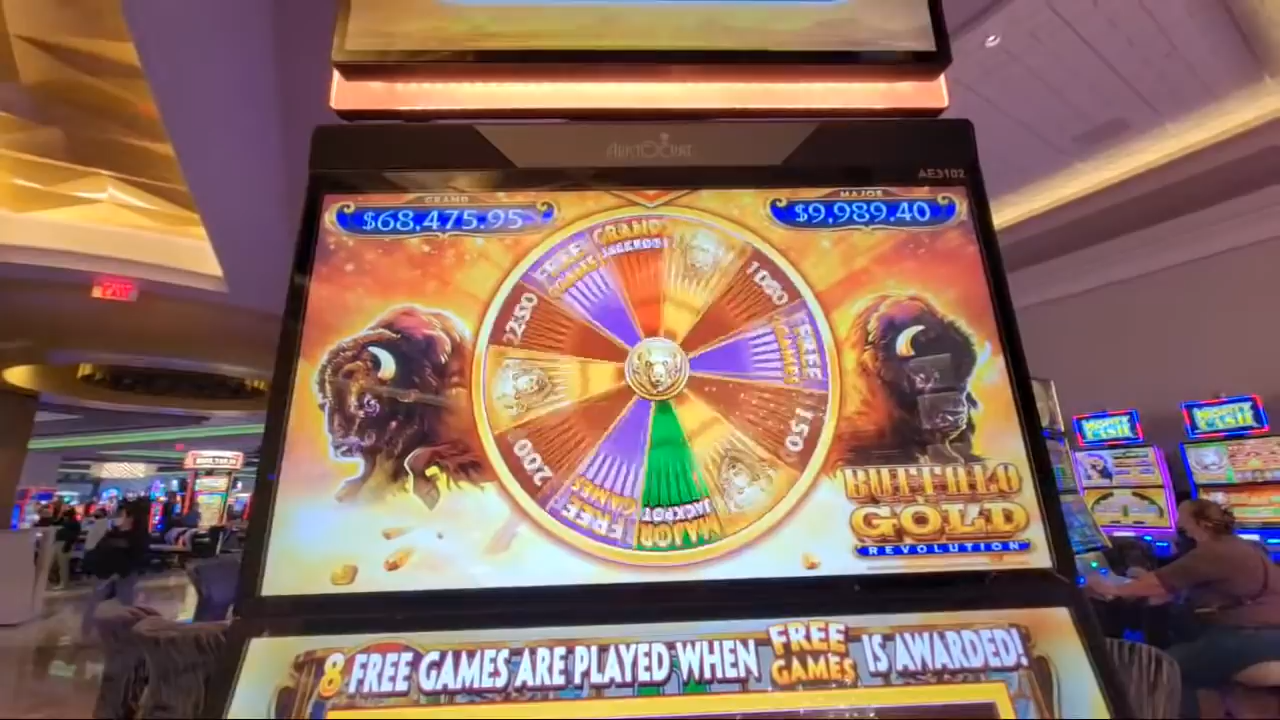 ARISTOCRAT
AE3102
GRAND
$68,475.95
MAJOR
$9,989.40
GRAND
JACKPOT
FREE
GAMES
1000
FREE
GAMES
150
MAJOR
JACKPOT
FREE
GAMES
200
250
BUFFALO
GOLD
REVOLUTION
8 FREE GAMES ARE PLAYED WHEN FREE GAMES IS AWARDED!
EXIT
MIGHTY
CASH
MIGHTY
CASH